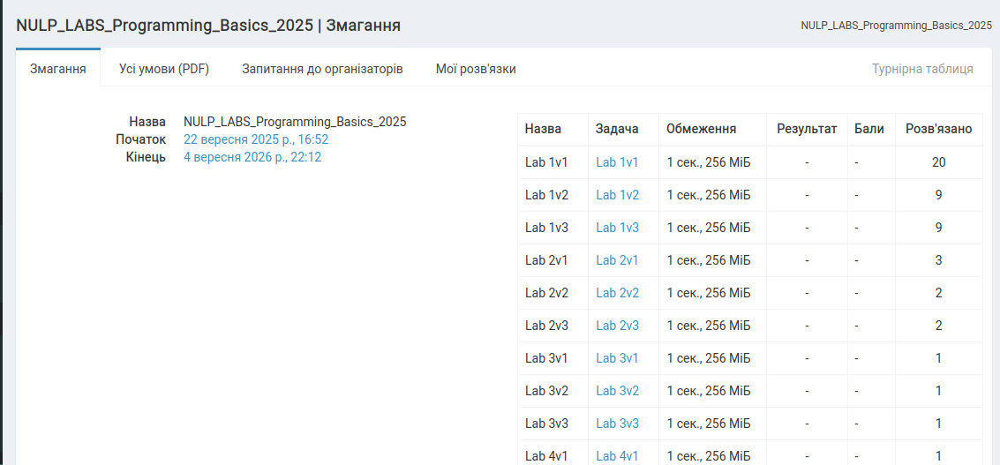 NULP_LABS_Programming_Basics_2025 | Змагання
NULP_LABS_Programming_Basics_2025
Змагання Усі умови (PDF) Запитання до організаторів Мої розв'язки Турнірна таблиця
Назва NULP_LABS_Programming_Basics_2025
Початок 22 вересня 2025 р., 16:52
Кінець 4 вересня 2026 р., 22:12
Назва Задача Обмеження Результат Бали Розв'язано
Lab 1v1 Lab 1v1 1 сек., 256 МіБ - - 20
Lab 1v2 Lab 1v2 1 сек., 256 МіБ - - 9
Lab 1v3 Lab 1v3 1 сек., 256 МіБ - - 9
Lab 2v1 Lab 2v1 1 сек., 256 МіБ - - 3
Lab 2v2 Lab 2v2 1 сек., 256 МіБ - - 2
Lab 2v3 Lab 2v3 1 сек., 256 МіБ - - 2
Lab 3v1 Lab 3v1 1 сек., 256 МіБ - - 1
Lab 3v2 Lab 3v2 1 сек., 256 МіБ - - 1
Lab 3v3 Lab 3v3 1 сек., 256 МіБ - - 1
Lab 4v1 Lab 4v1 1 сек., 256 МіБ - - 1